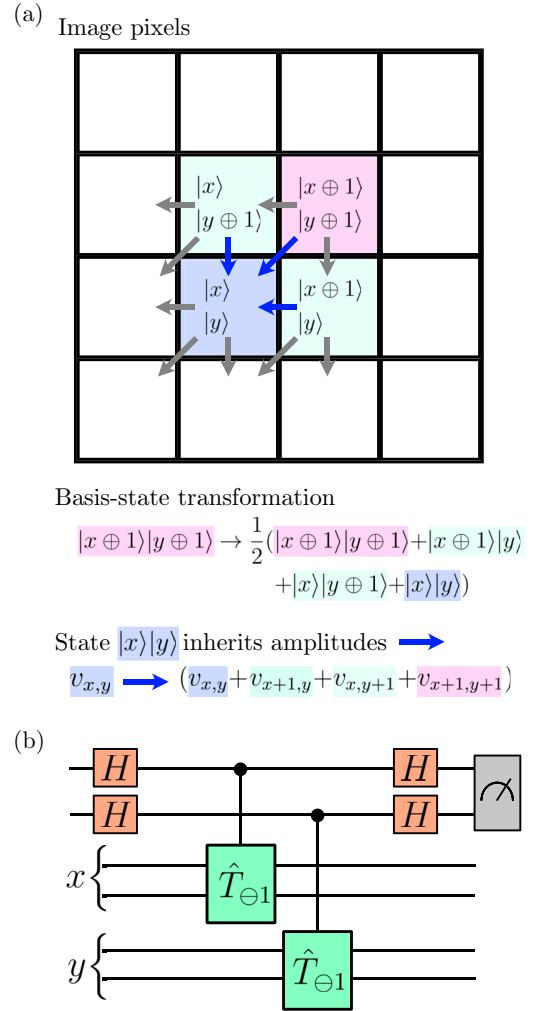 (a)
Image pixels
|x⟩ |x ⊕ 1⟩
|y ⊕ 1⟩ |y ⊕ 1⟩
|x⟩ |x ⊕ 1⟩
|y⟩ |y⟩
Basis-state transformation
|x ⊕ 1⟩|y ⊕ 1⟩ → 1/2(|x ⊕ 1⟩|y ⊕ 1⟩+|x ⊕ 1⟩|y⟩
+|x⟩|y ⊕ 1⟩+|x⟩|y⟩)
State |x⟩|y⟩ inherits amplitudes →
v_{x,y} → (v_{x,y}+v_{x+1,y}+v_{x,y+1}+v_{x+1,y+1})
(b)
H H
H H
x{ T̂_{⊖1}
y{ T̂_{⊖1}